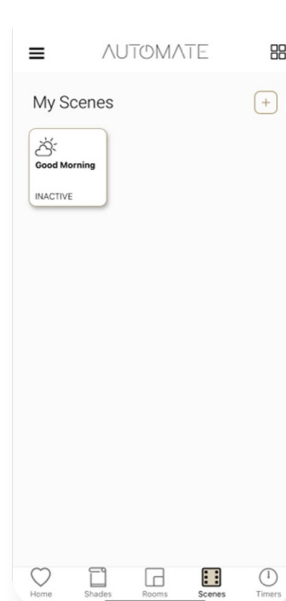 AUTOMATE
My Scenes
Good Morning
INACTIVE
Home Shades Rooms Scenes Timers